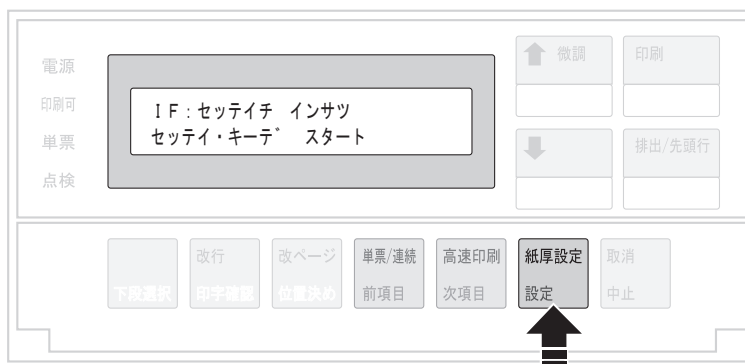 電源
印刷可
単票
点検
IF:セッテイチ インサツ
セッテイ・キーデ゛ スタート
微調
印刷
排出/先頭行
下段選択
改行
印字確認
改ページ
位置決め
単票/連続
前項目
高速印刷
次項目
紙厚設定
設定
取消
中止